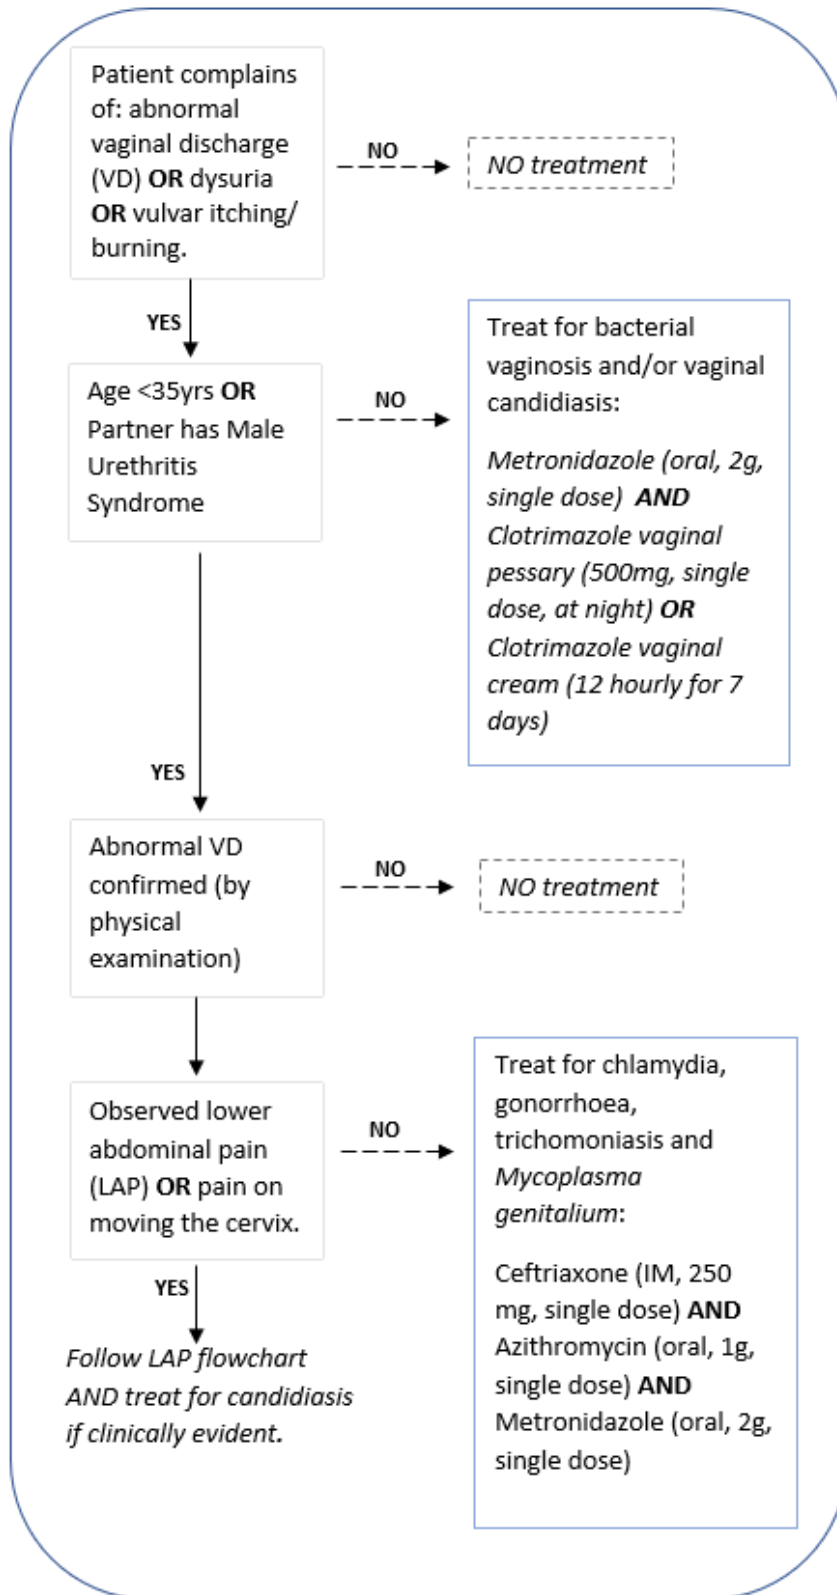 Patient complains
of: abnormal
vaginal discharge
(VD) OR dysuria
OR vulvar itching/
burning.
NO
NO treatment
YES
Age <35yrs OR
Partner has Male
Urethritis
Syndrome
NO
Treat for bacterial
vaginosis and/or vaginal
candidiasis:
Metronidazole (oral, 2g,
single dose) AND
Clotrimazole vaginal
pessary (500mg, single
dose, at night) OR
Clotrimazole vaginal
cream (12 hourly for 7
days)
YES
Abnormal VD
confirmed (by
physical
examination)
NO
NO treatment
Observed lower
abdominal pain
(LAP) OR pain on
moving the cervix.
NO
Treat for chlamydia,
gonorrhoea,
trichomoniasis and
Mycoplasma
genitalium:
Ceftriaxone (IM, 250
mg, single dose) AND
Azithromycin (oral, 1g,
single dose) AND
Metronidazole (oral, 2g,
single dose)
YES
Follow LAP flowchart
AND treat for candidiasis
if clinically evident.